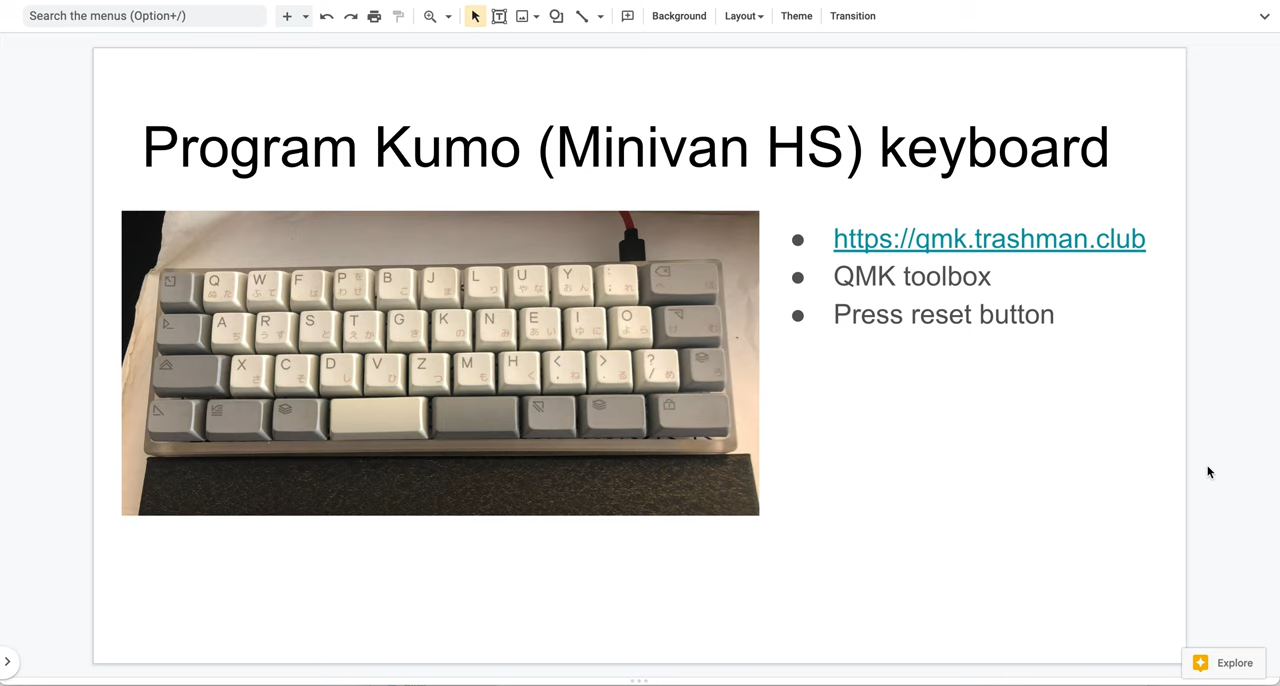 Search the menus (Option+/)
Background
Layout
Theme
Transition
Program Kumo (Minivan HS) keyboard
https://qmk.trashman.club
QMK toolbox
Press reset button
Q W F P B J L U Y : ;
A R S T G K N E I O
X C D V Z M H < , > . ? /
Explore